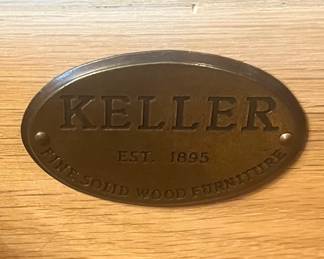 KELLER
EST. 1895
FINE SOLID WOOD FURNITURE